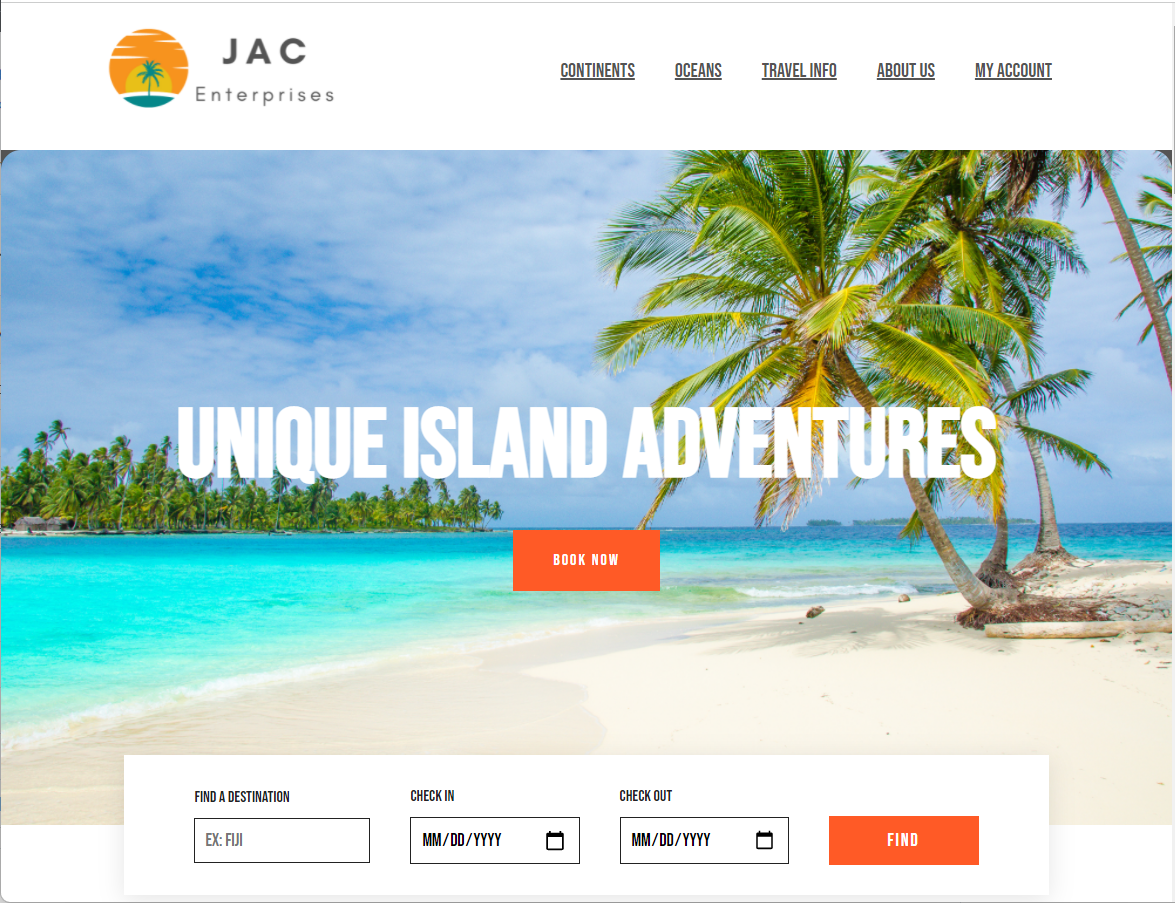 JAC
Enterprises
CONTINENTS OCEANS TRAVEL INFO ABOUT US MY ACCOUNT
UNIQUE ISLAND ADVENTURES
BOOK NOW
FIND A DESTINATION CHECK IN CHECK OUT
EX: FIJI MM/DD/YYYY MM/DD/YYYY FIND